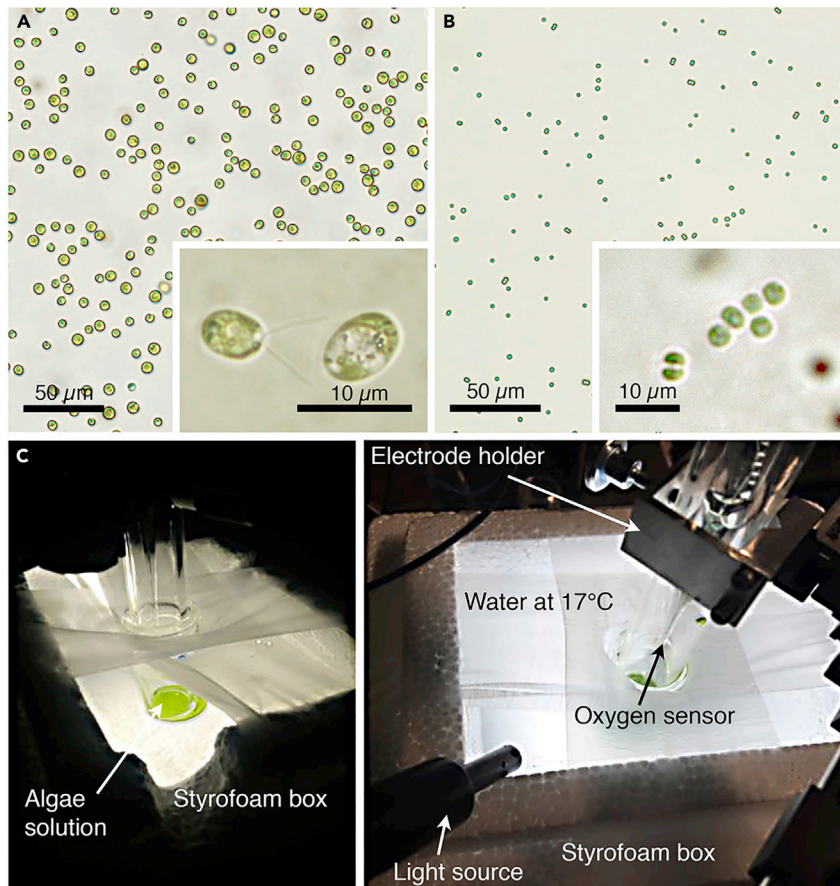 A
B
50 µm
10 µm
50 µm
10 µm
C
Algae
solution
Styrofoam box
Electrode holder
Water at 17°C
Oxygen sensor
Light source
Styrofoam box